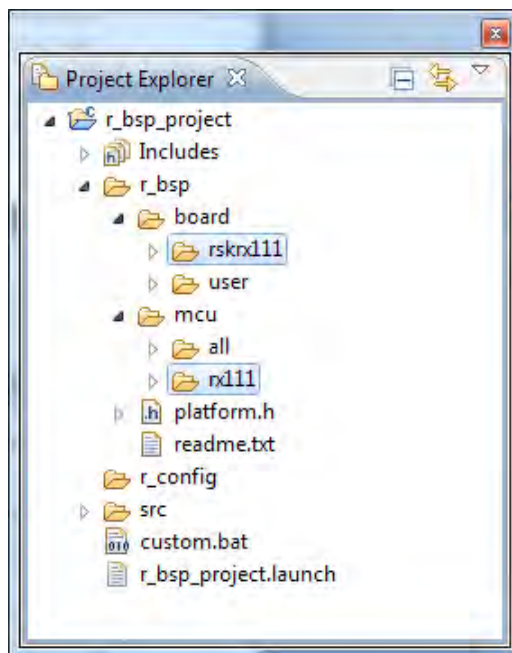 Project Explorer
r_bsp_project
Includes
r_bsp
board
rskrx111
user
mcu
all
rx111
platform.h
readme.txt
r_config
src
custom.bat
r_bsp_project.launch